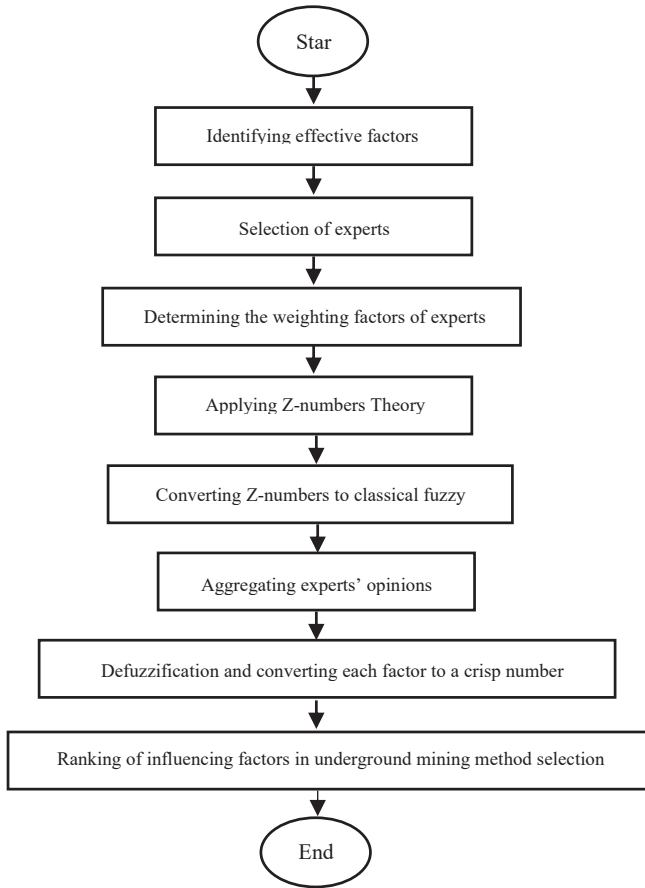 Star
Identifying effective factors
Selection of experts
Determining the weighting factors of experts
Applying Z-numbers Theory
Converting Z-numbers to classical fuzzy
Aggregating experts’ opinions
Defuzzification and converting each factor to a crisp number
Ranking of influencing factors in underground mining method selection
End